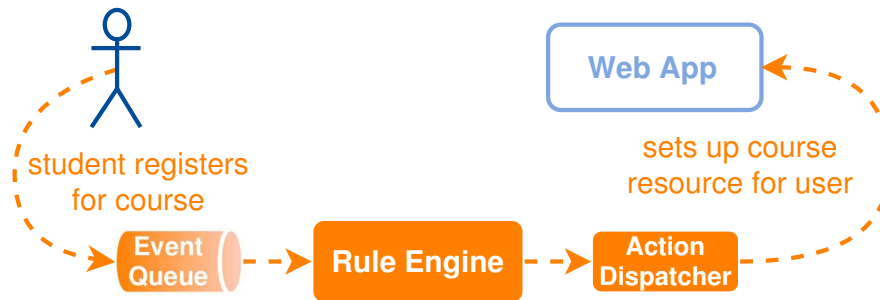 Web App
student registers
for course
sets up course
resource for user
Event
Queue
Rule Engine
Action
Dispatcher